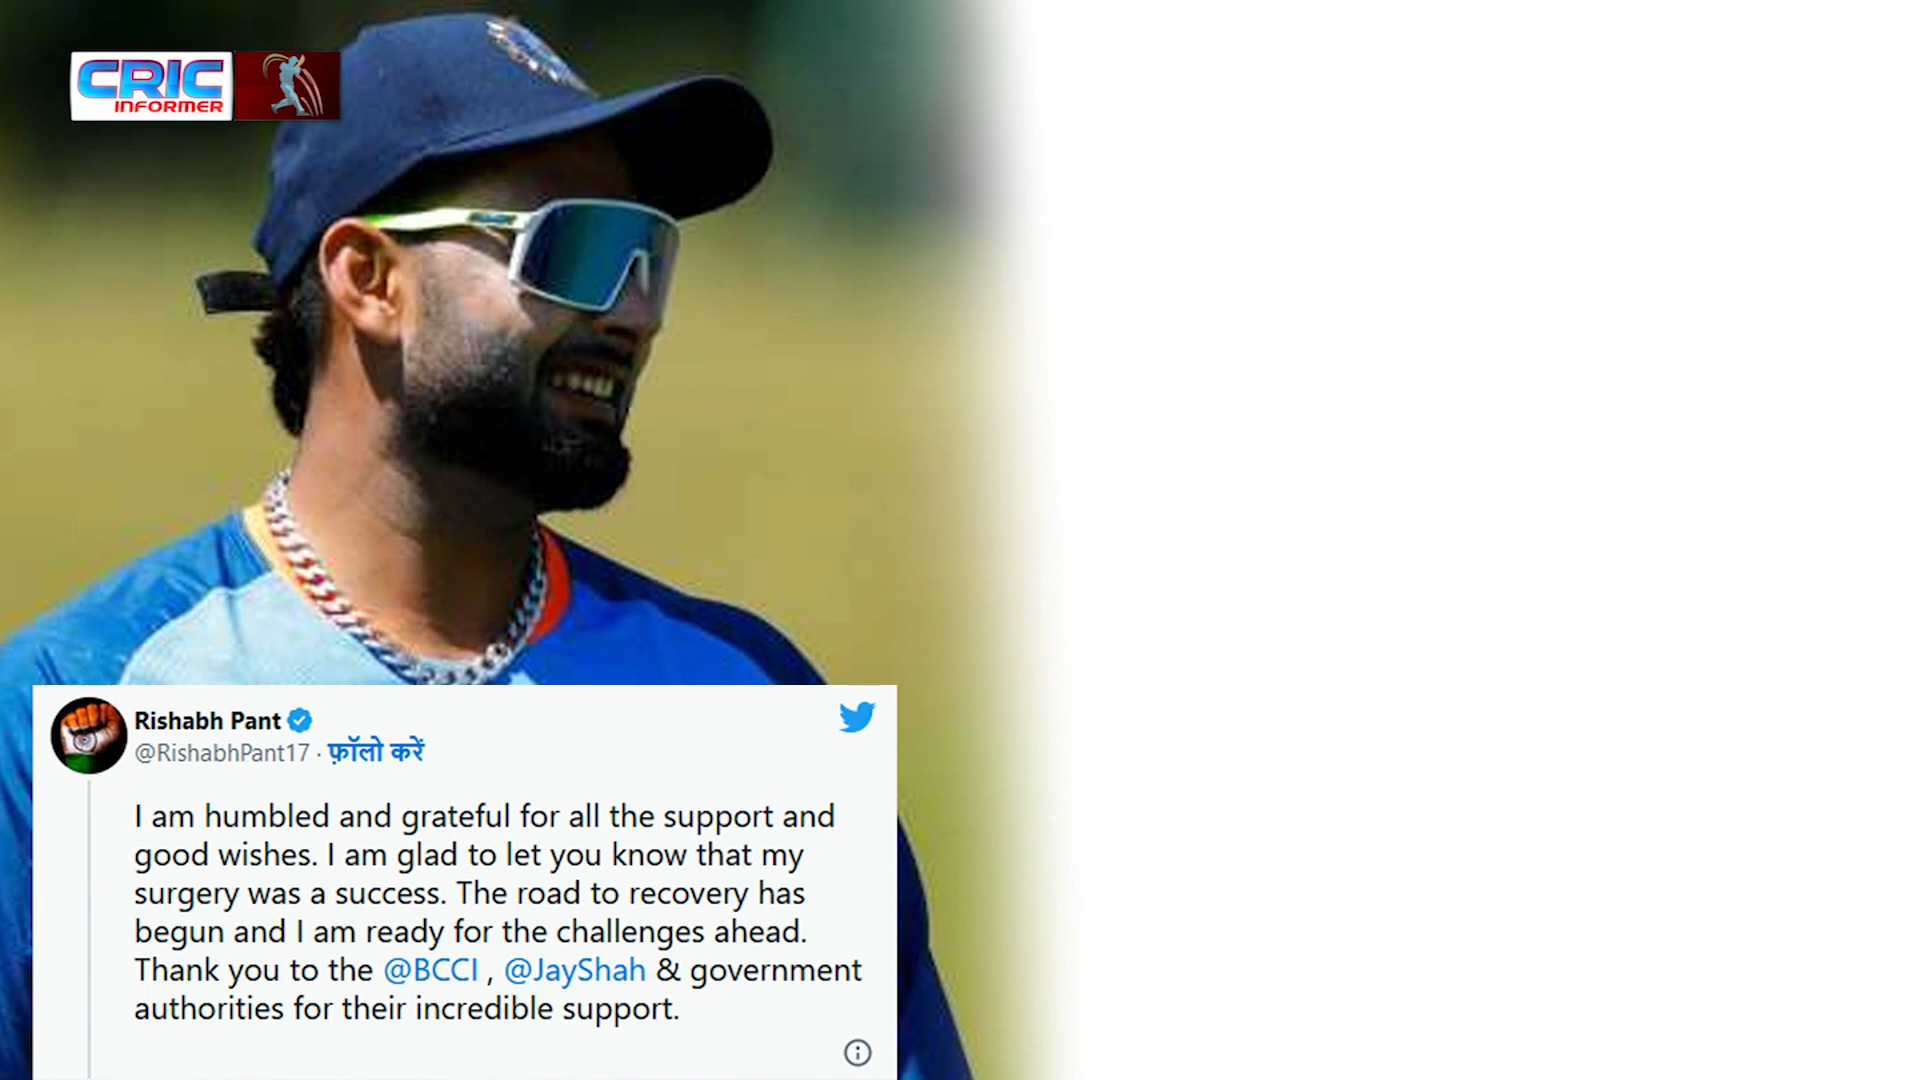 CRIC
INFORMER
Rishabh Pant
@RishabhPant17 · फ़ॉलो करें
I am humbled and grateful for all the support and
good wishes. I am glad to let you know that my
surgery was a success. The road to recovery has
begun and I am ready for the challenges ahead.
Thank you to the @BCCI , @JayShah & government
authorities for their incredible support.